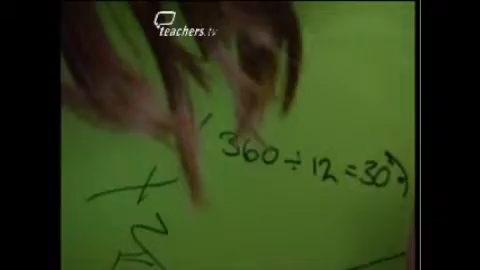 teachers.tv
360 ÷ 12 = 30°